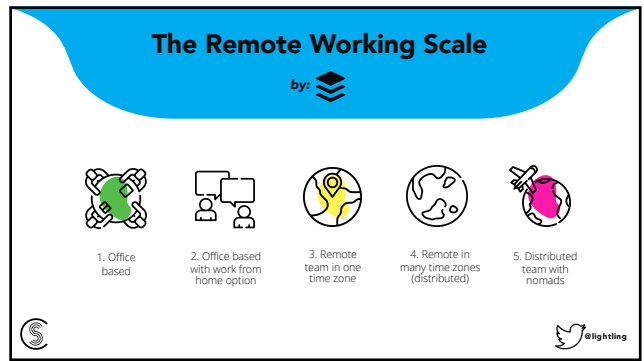 The Remote Working Scale
by:
1. Office
based
2. Office based
with work from
home option
3. Remote
team in one
time zone
4. Remote in
many time zones
(distributed)
5. Distributed
team with
nomads
@lightling